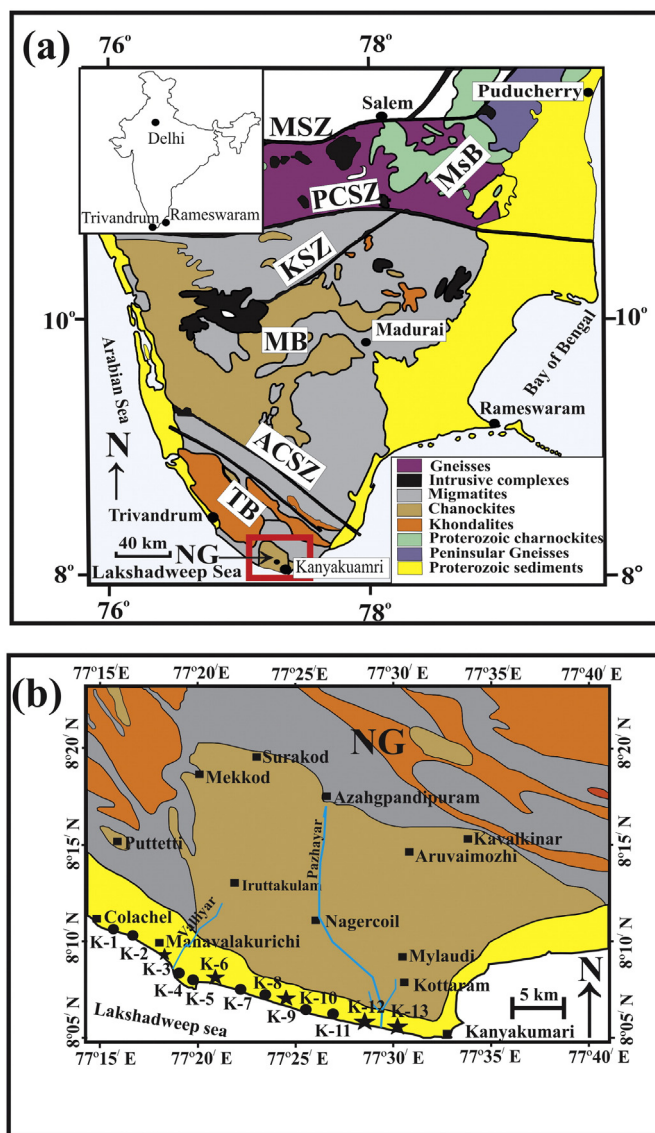 (a)
76°
78°
Delhi
Trivandrum
Rameswaram
Salem
Puducherry
MSZ
MsB
PCSZ
KSZ
10°
10°
MB
Madurai
Arabian Sea
Bay of Bengal
Rameswaram
N
ACSZ
TB
Trivandrum
40 km
NG
Kanyakuamri
Lakshadweep Sea
8°
8°
Gneisses
Intrusive complexes
Migmatites
Chanockites
Khondalites
Proterozoic charnockites
Peninsular Gneisses
Proterozoic sediments
76°
78°
(b)
77°15′ E
77°20′ E
77°25′ E
77°30′ E
77°35′ E
77°40′ E
8°20′ N
8°20′ N
NG
Surakod
Mekkod
Azahgpandipuram
Puttetti
Pazhayar
Kavalkinar
Aruvaimozhi
8°15′ N
8°15′ N
Iruttakulam
Valliyar
Nagercoil
Colachel
Manavalakurichi
Mylaudi
Kottaram
8°10′ N
8°10′ N
K-1
K-2
K-3
K-4
K-5
K-6
K-7
K-8
K-9
K-10
K-11
K-12
K-13
Lakshadweep sea
5 km
N
Kanyakumari
8°05′ N
8°05′ N
77°15′ E
77°20′ E
77°25′ E
77°30′ E
77°35′ E
77°40′ E